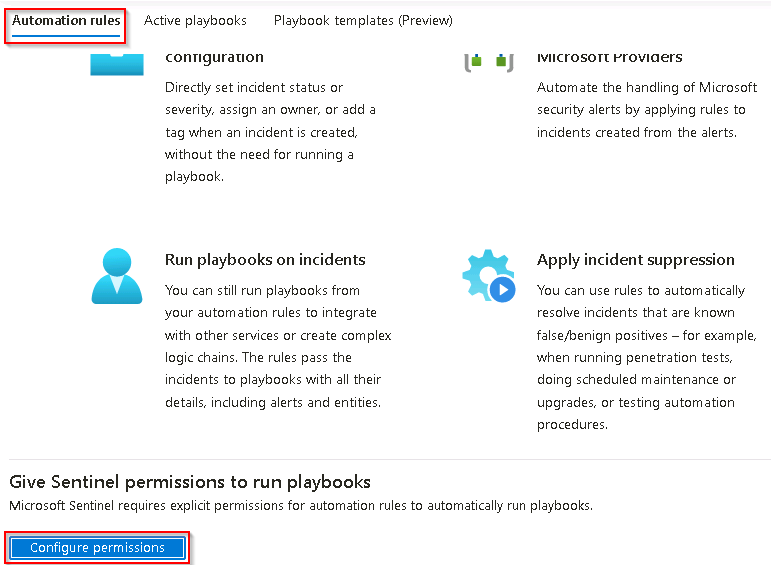 Automation rules Active playbooks Playbook templates (Preview)
configuration
Directly set incident status or
severity, assign an owner, or add a
tag when an incident is created,
without the need for running a
playbook.
Microsoft Providers
Automate the handling of Microsoft
security alerts by applying rules to
incidents created from the alerts.
Run playbooks on incidents
You can still run playbooks from
your automation rules to integrate
with other services or create complex
logic chains. The rules pass the
incidents to playbooks with all their
details, including alerts and entities.
Apply incident suppression
You can use rules to automatically
resolve incidents that are known
false/benign positives – for example,
when running penetration tests,
doing scheduled maintenance or
upgrades, or testing automation
procedures.
Give Sentinel permissions to run playbooks
Microsoft Sentinel requires explicit permissions for automation rules to automatically run playbooks.
Configure permissions